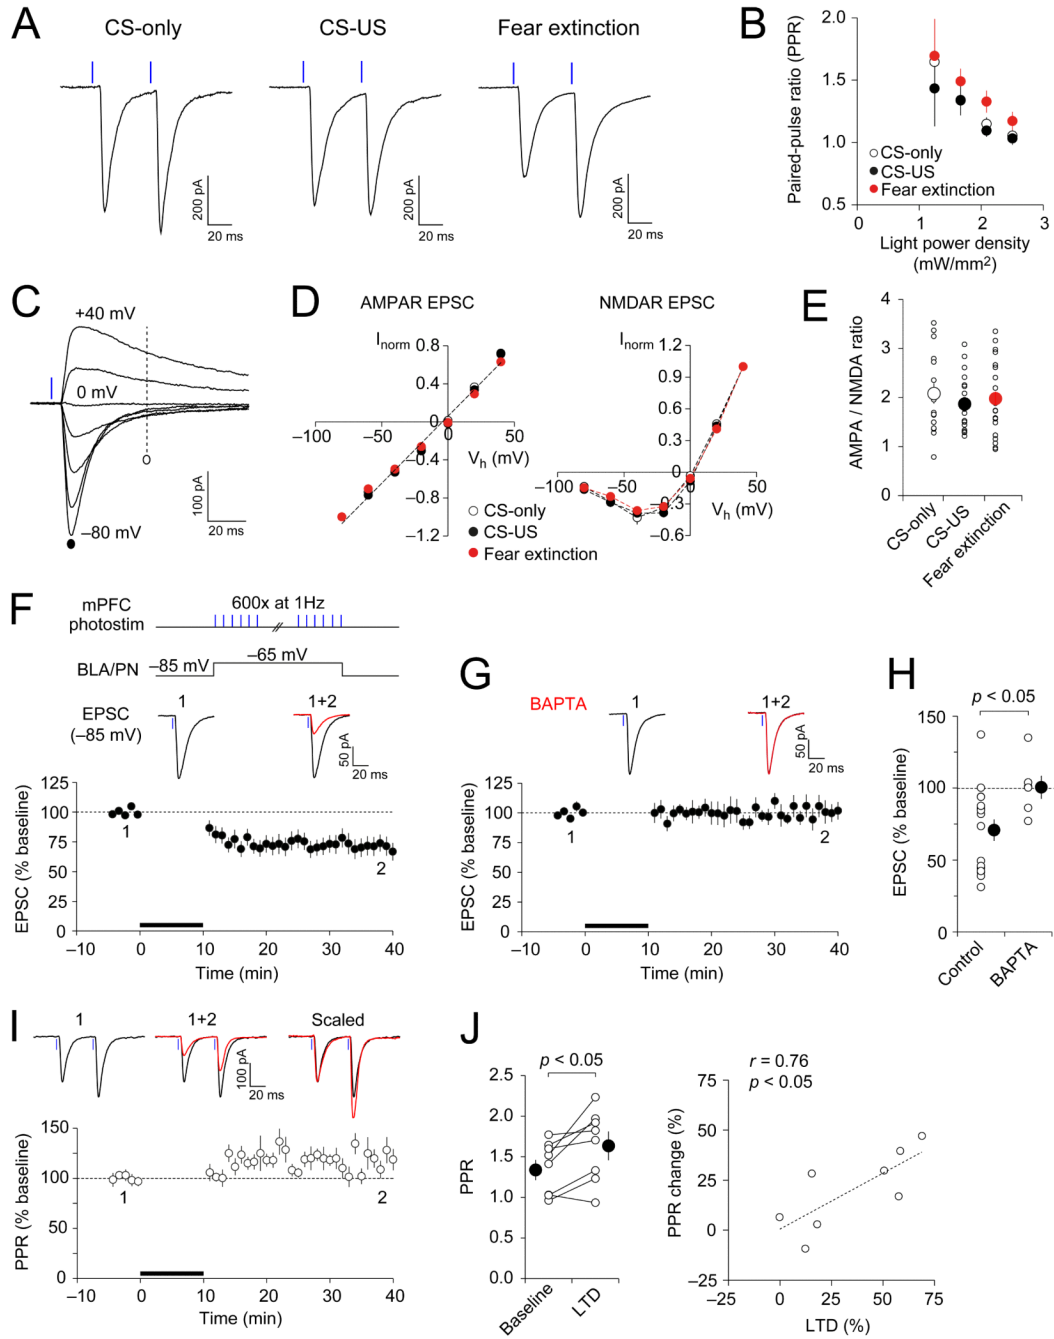 A
CS-only
CS-US
Fear extinction
200 pA
20 ms
200 pA
20 ms
200 pA
20 ms
B
Paired-pulse ratio (PPR)
2.0
1.5
1.0
0.5
CS-only
CS-US
Fear extinction
0
1
2
3
Light power density
(mW/mm²)
C
+40 mV
0 mV
0
−80 mV
100 pA
20 ms
D
AMPAR EPSC
I_norm
0.8
0.4
0
−0.4
−0.8
−1.2
−100
−50
0
50
V_h (mV)
CS-only
CS-US
Fear extinction
NMDAR EPSC
I_norm
1.2
0.9
0.6
0.3
0
−0.3
−0.6
−100
−50
0
50
V_h (mV)
E
AMPA / NMDA ratio
4
3
2
1
0
CS-only
CS-US
Fear extinction
F
mPFC
photostim
600x at 1Hz
BLA/PN
−85 mV
−65 mV
EPSC
(−85 mV)
1
1+2
50 pA
20 ms
EPSC (% baseline)
125
100
75
50
25
0
1
2
−10
0
10
20
30
40
Time (min)
G
BAPTA
1
1+2
50 pA
20 ms
EPSC (% baseline)
125
100
75
50
25
0
1
2
−10
0
10
20
30
40
Time (min)
H
p < 0.05
EPSC (% baseline)
150
100
50
0
Control
BAPTA
I
1
1+2
Scaled
100 pA
20 ms
PPR (% baseline)
150
100
50
0
1
2
−10
0
10
20
30
40
Time (min)
J
p < 0.05
PPR
2.5
2.0
1.5
1.0
0.5
0.0
Baseline
LTD
r = 0.76
p < 0.05
PPR change (%)
75
50
25
0
−25
−25
0
25
50
75
LTD (%)